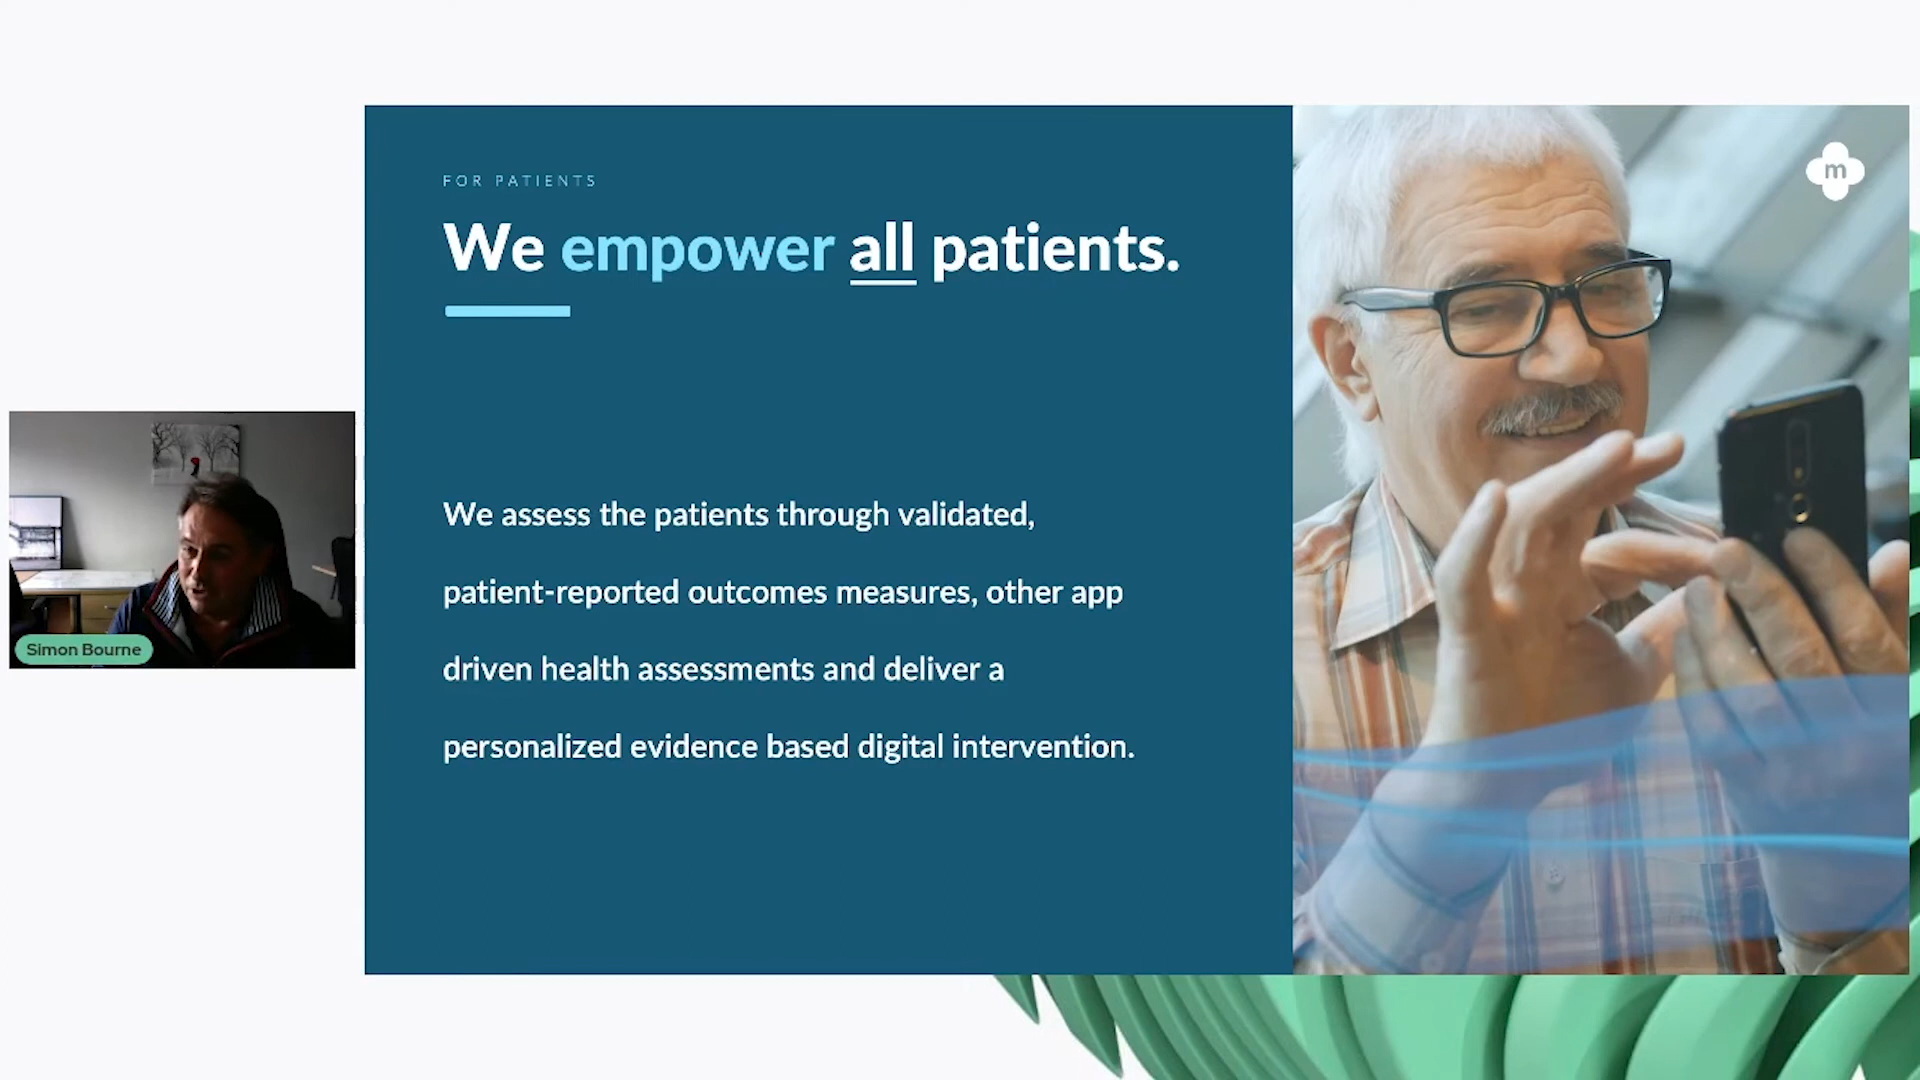 FOR PATIENTS
We empower all patients.
We assess the patients through validated,
patient-reported outcomes measures, other app
driven health assessments and deliver a
personalized evidence based digital intervention.
m
Simon Bourne